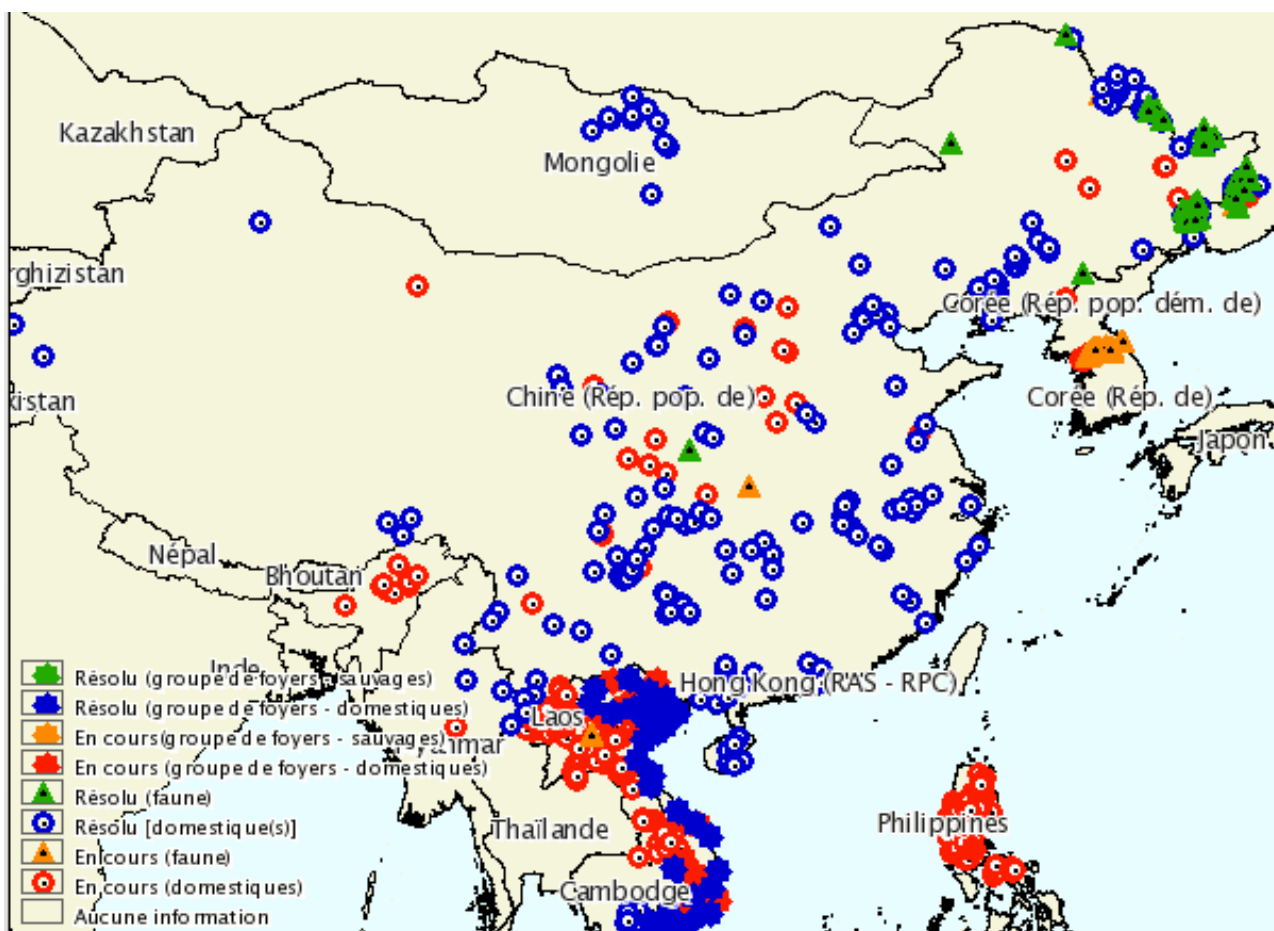 Kazakhstan
Mongolie
rghizistan
Corée (Rép. pop. dém. de)
kistan
Chine (Rép. pop. de)
Corée (Rép. de)
Japon
Népal
Bhoutan
Inde
Hong Kong (RAS - RPC)
Laos
Myanmar
Thaïlande
Philippines
Cambodge
Résolu (groupe de foyers - sauvages)
Résolu (groupe de foyers - domestiques)
En cours (groupe de foyers - sauvages)
En cours (groupe de foyers - domestiques)
Résolu (faune)
Résolu [domestique(s)]
En cours (faune)
En cours (domestiques)
Aucune information